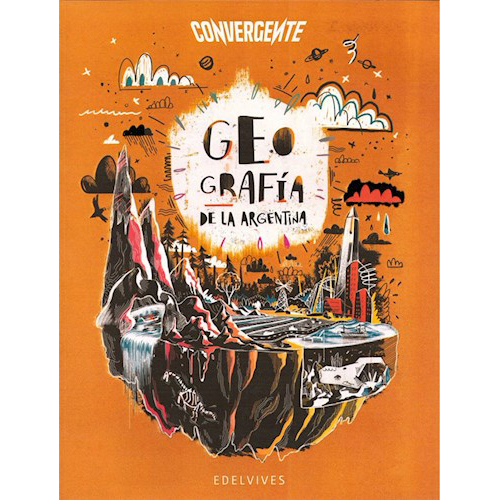 CONVERGENTE
GEO
GRAFÍA
DE LA ARGENTINA
EDELVIVES